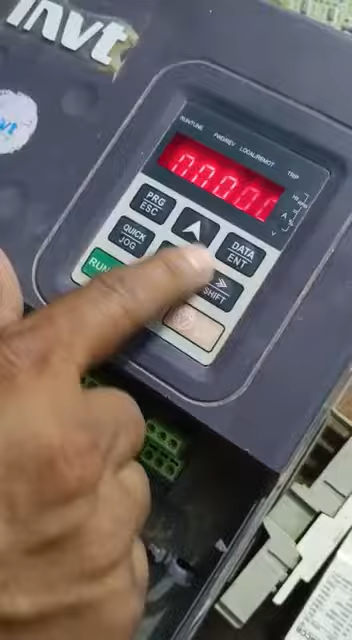 invt
RUN/TUNE FWD/REV LOCAL/REMOT TRIP
PRG
ESC
QUICK
JOG
DATA
ENT
RUN
SHIFT
A
V